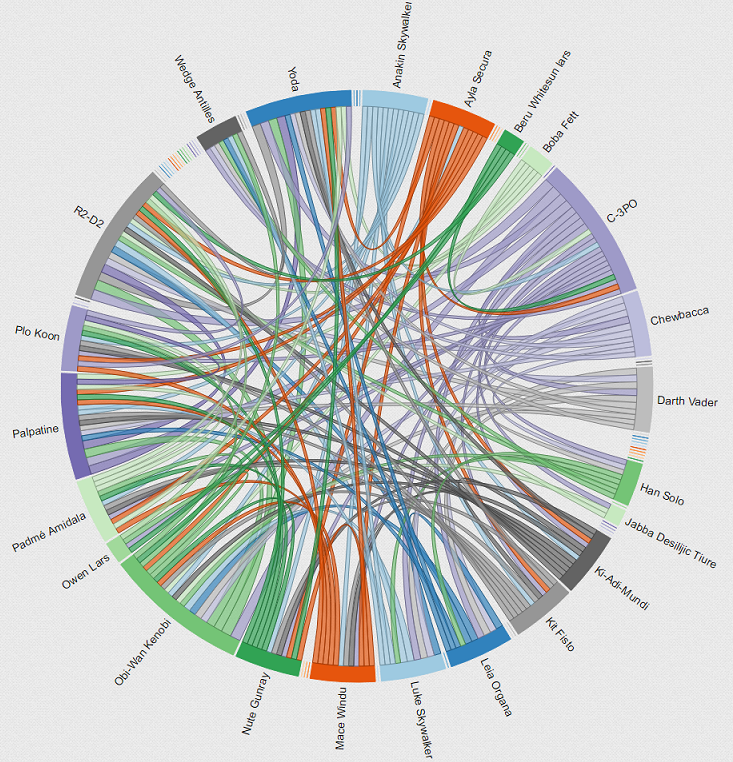 Anakin Skywalker
Ayla Secura
Beru Whitesun lars
Boba Fett
C-3PO
Chewbacca
Darth Vader
Han Solo
Jabba Desilijic Tiure
Ki-Adi-Mundi
Kit Fisto
Leia Organa
Luke Skywalker
Mace Windu
Nute Gunray
Obi-Wan Kenobi
Owen Lars
Padmé Amidala
Palpatine
Plo Koon
R2-D2
Wedge Antilles
Yoda